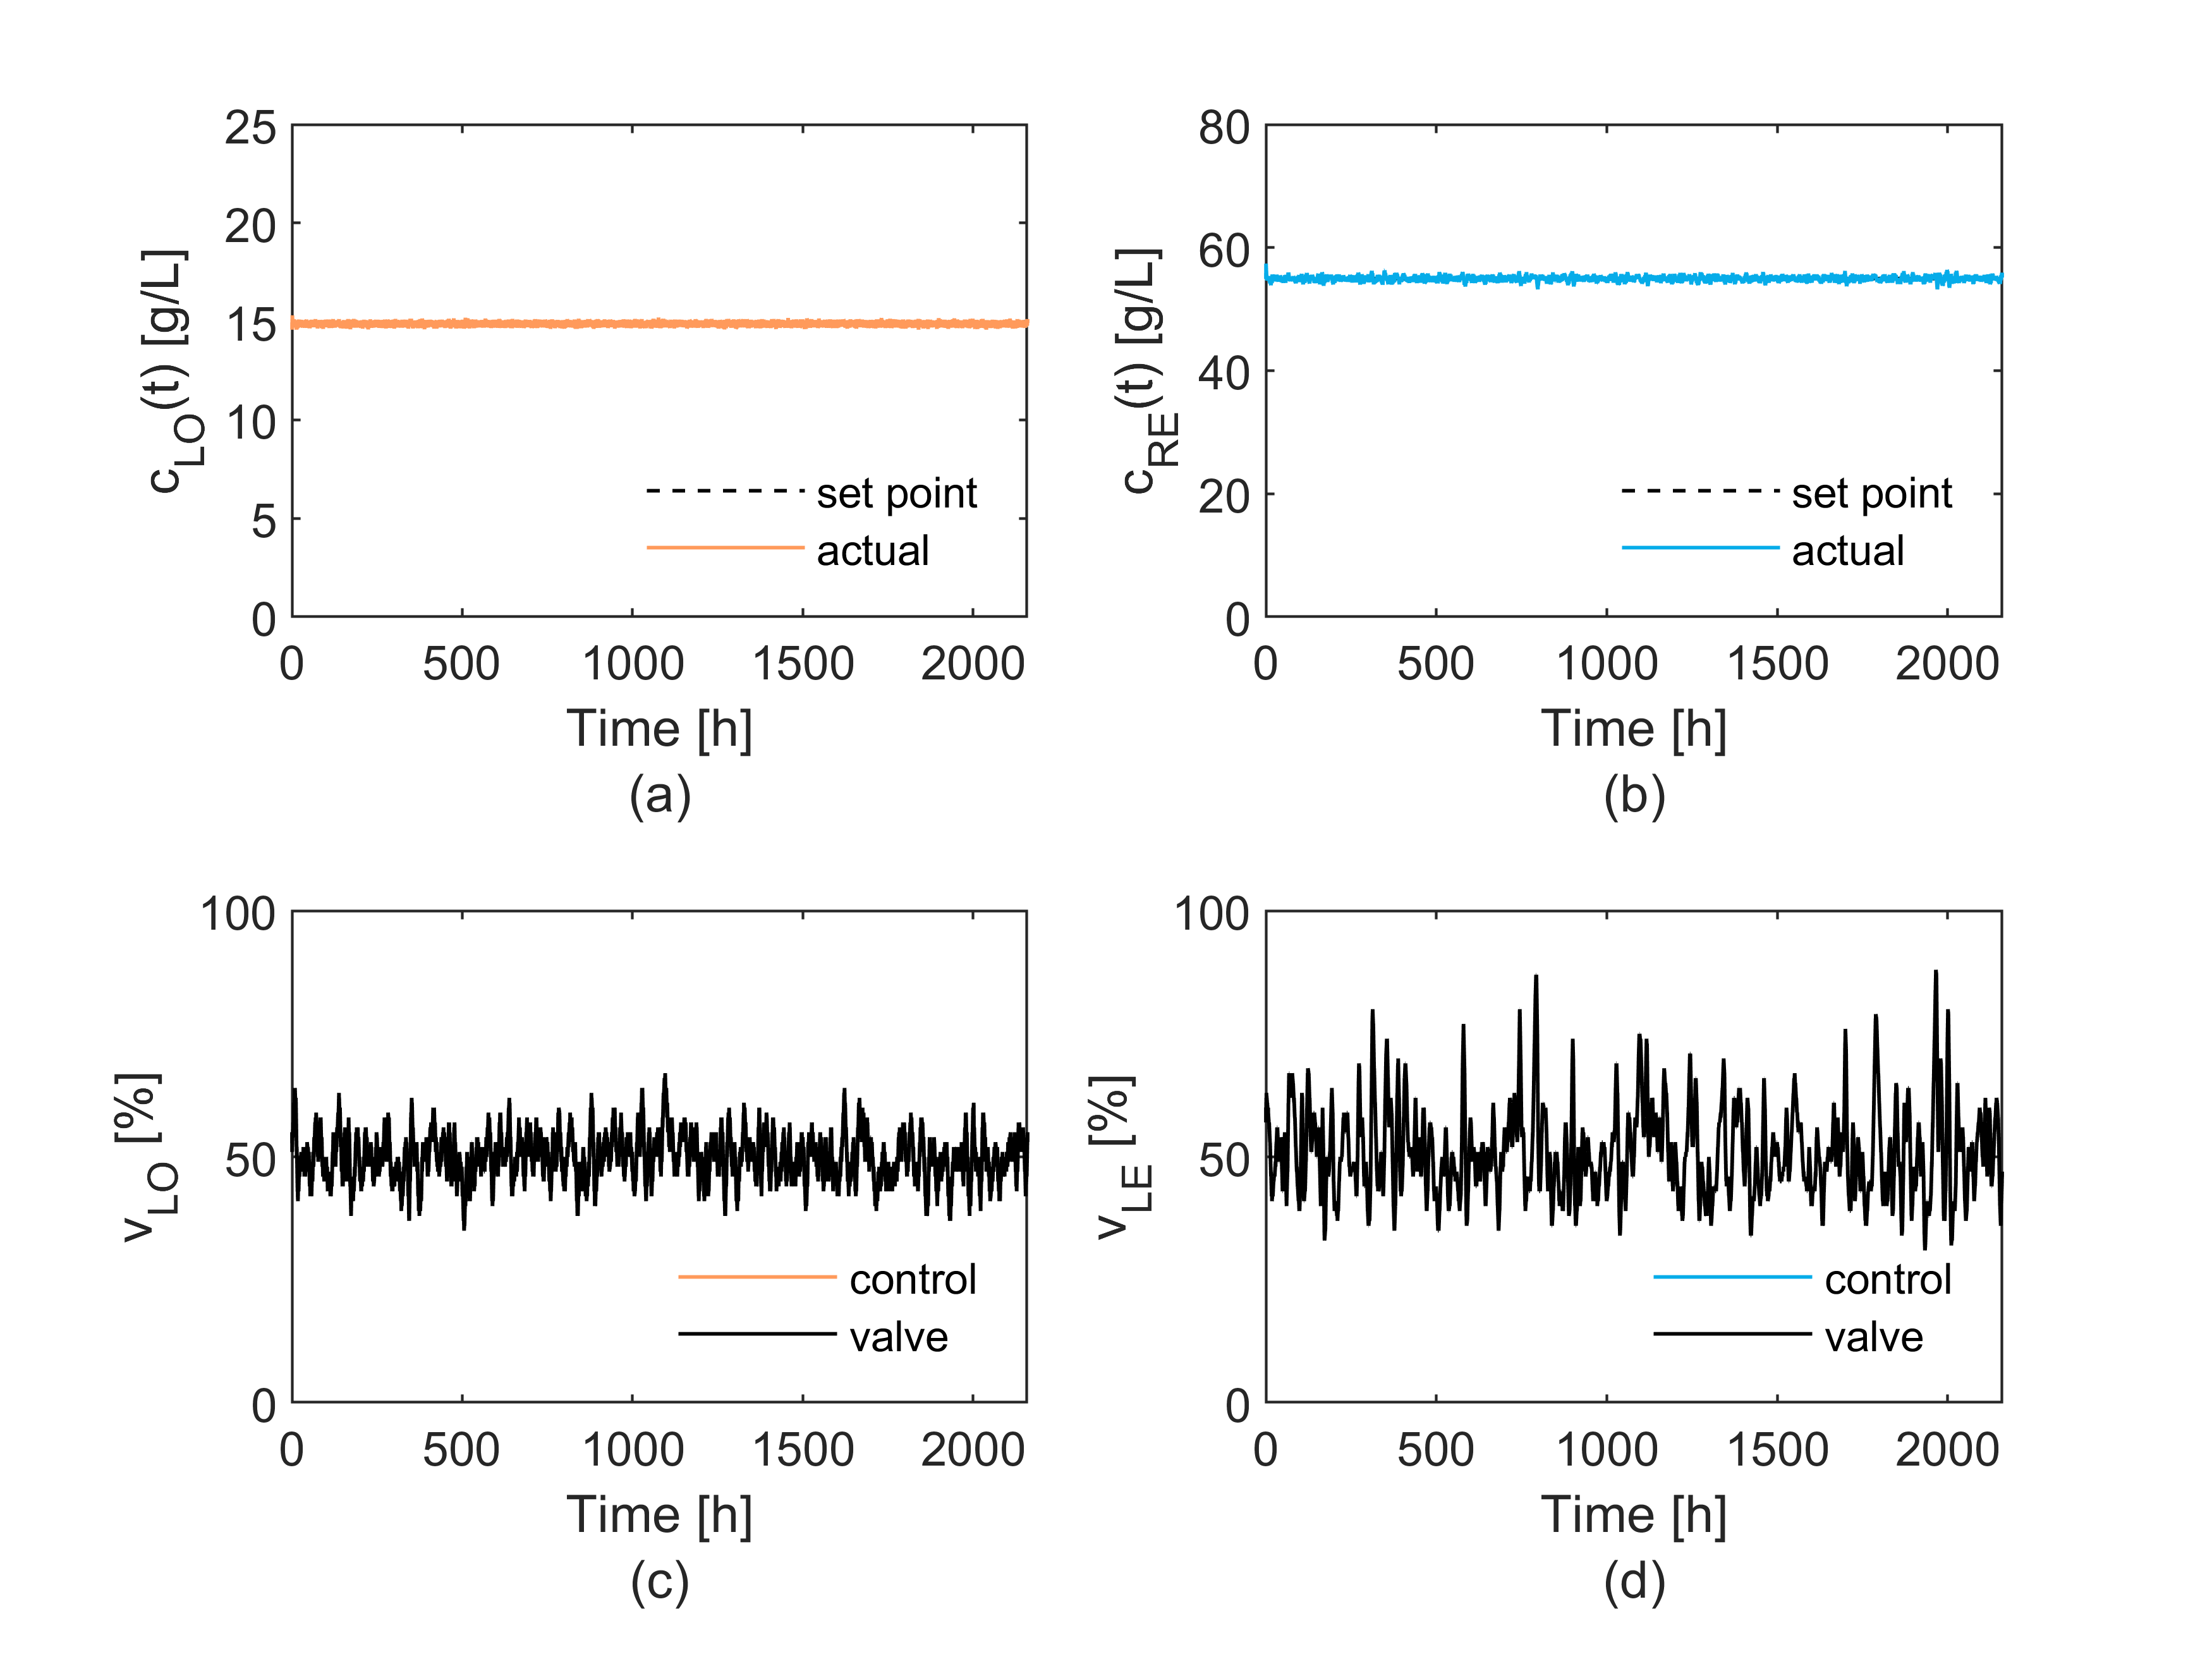 25
20
15
10
5
0
c_LO(t) [g/L]
set point
actual
0 500 1000 1500 2000
Time [h]
(a)
80
60
40
20
0
c_RE(t) [g/L]
set point
actual
0 500 1000 1500 2000
Time [h]
(b)
100
50
0
v_LO [%]
control
valve
0 500 1000 1500 2000
Time [h]
(c)
100
50
0
v_LE [%]
control
valve
0 500 1000 1500 2000
Time [h]
(d)